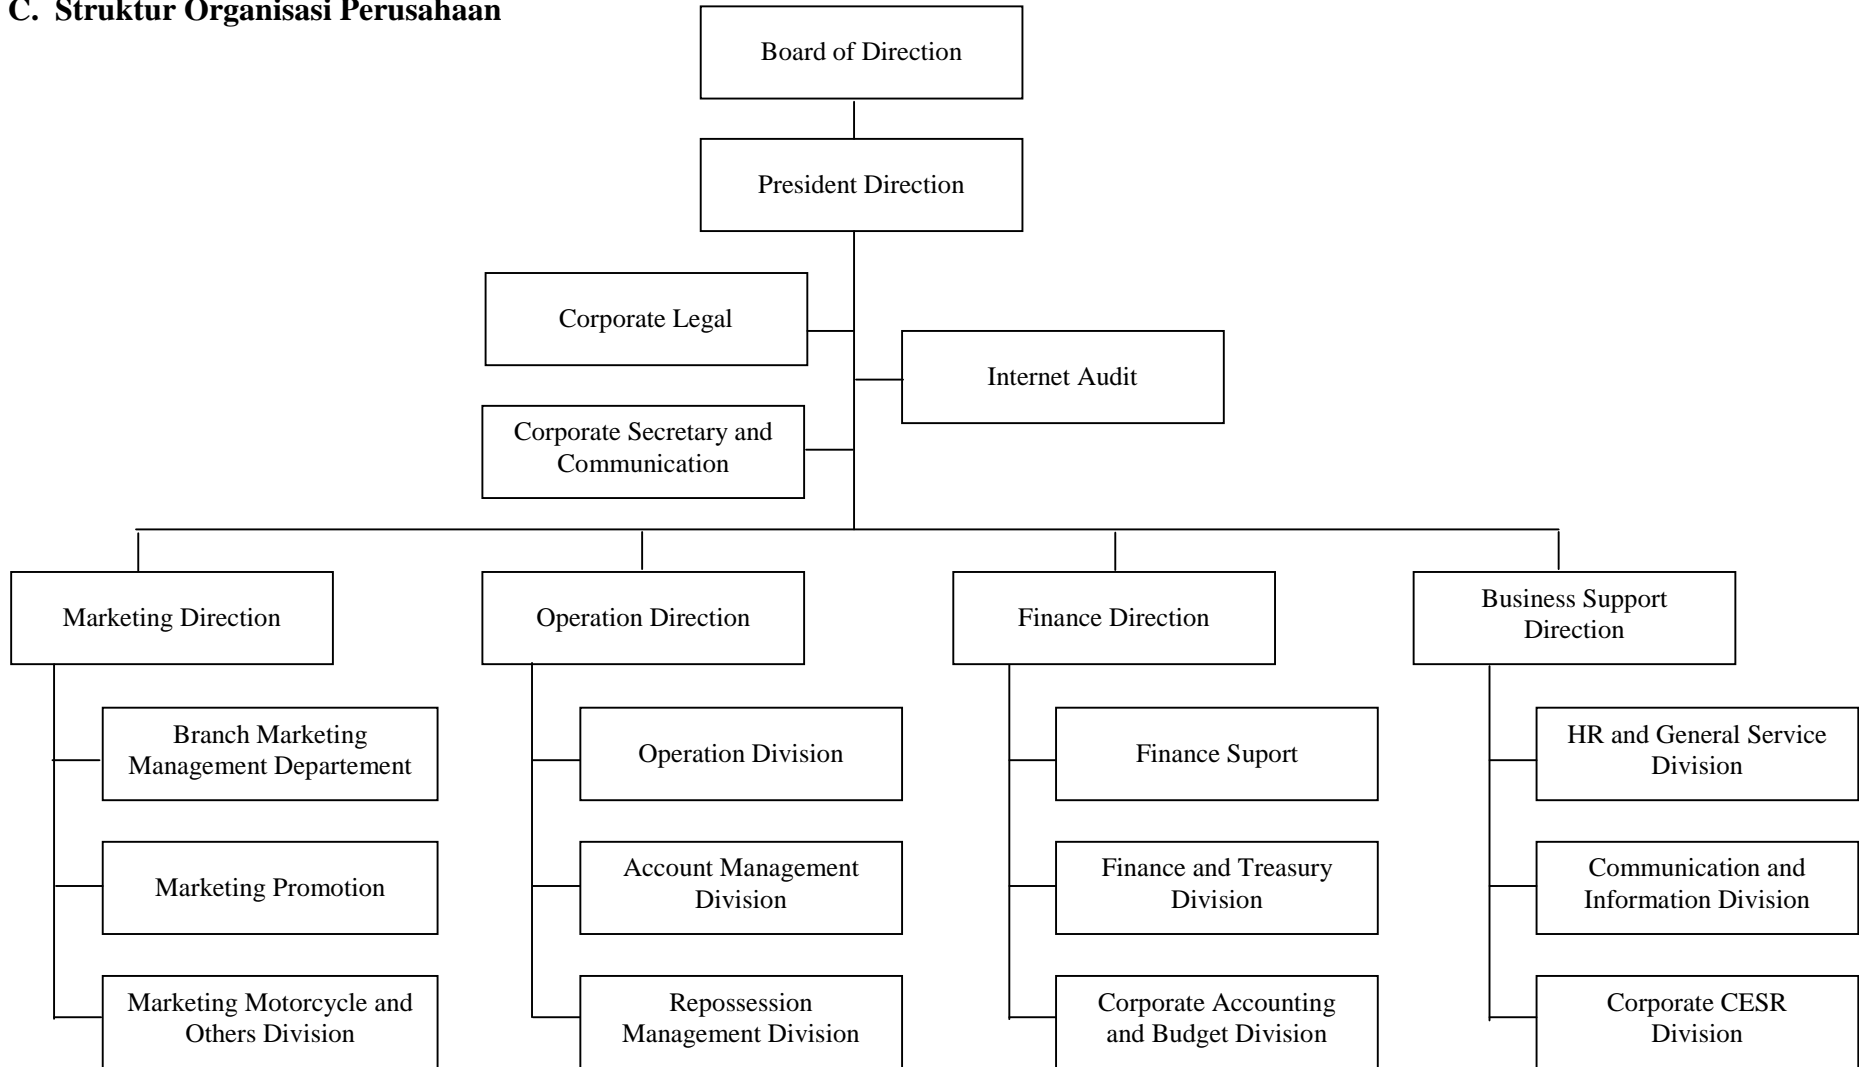 C. Struktur Organisasi Perusahaan
Board of Direction
President Direction
Corporate Legal
Internet Audit
Corporate Secretary and
Communication
Marketing Direction
Operation Direction
Finance Direction
Business Support
Direction
Branch Marketing
Management Departement
Operation Division
Finance Suport
HR and General Service
Division
Marketing Promotion
Account Management
Division
Finance and Treasury
Division
Communication and
Information Division
Marketing Motorcycle and
Others Division
Repossession
Management Division
Corporate Accounting
and Budget Division
Corporate CESR
Division